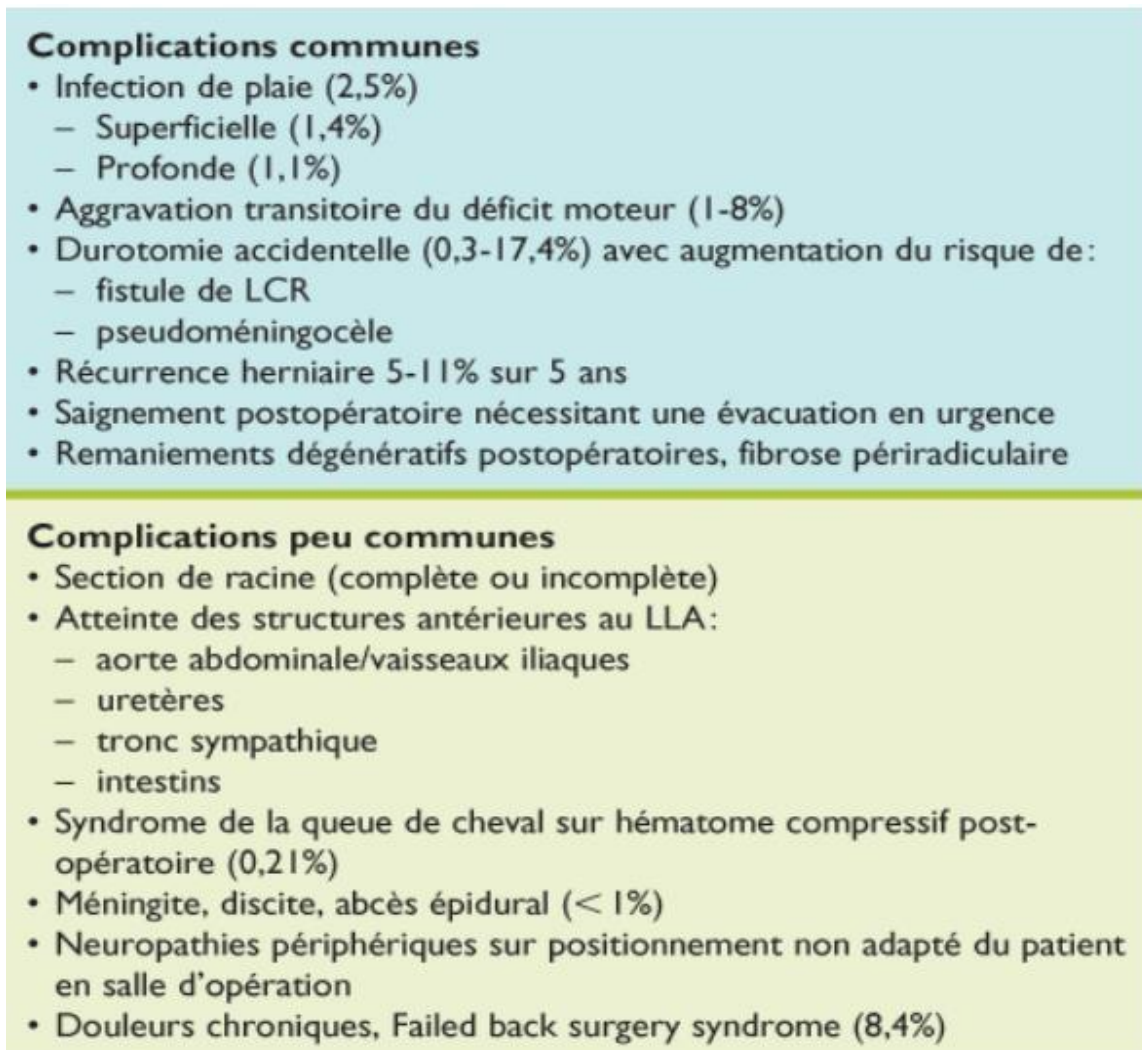 Complications communes
• Infection de plaie (2,5%)
– Superficielle (1,4%)
– Profonde (1,1%)
• Aggravation transitoire du déficit moteur (1-8%)
• Durotomie accidentelle (0,3-17,4%) avec augmentation du risque de:
– fistule de LCR
– pseudoméningocèle
• Récurrence herniaire 5-11% sur 5 ans
• Saignement postopératoire nécessitant une évacuation en urgence
• Remaniements dégénératifs postopératoires, fibrose périradiculaire
Complications peu communes
• Section de racine (complète ou incomplète)
• Atteinte des structures antérieures au LLA:
– aorte abdominale/vaisseaux iliaques
– uretères
– tronc sympathique
– intestins
• Syndrome de la queue de cheval sur hématome compressif post-
opératoire (0,21%)
• Méningite, discite, abcès épidural (< 1%)
• Neuropathies périphériques sur positionnement non adapté du patient
en salle d'opération
• Douleurs chroniques, Failed back surgery syndrome (8,4%)